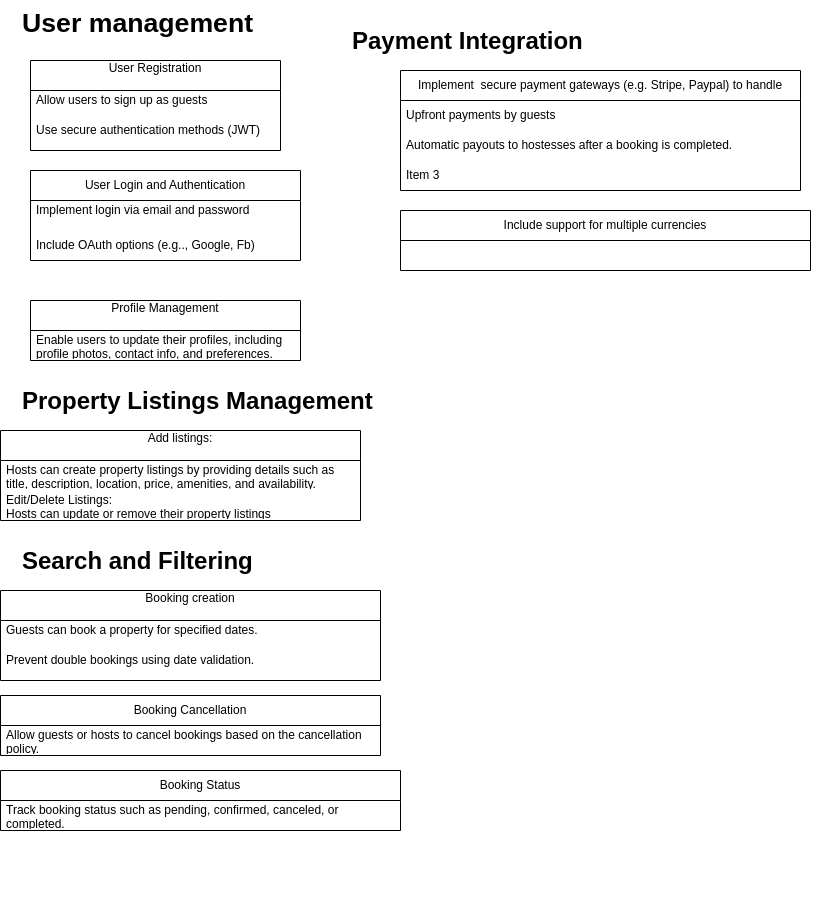 User management
User Registration
Allow users to sign up as guests
Use secure authentication methods (JWT)
User Login and Authentication
Implement login via email and password
Include OAuth options (e.g.., Google, Fb)
Profile Management
Enable users to update their profiles, including
profile photos, contact info, and preferences.
Payment Integration
Implement  secure payment gateways (e.g. Stripe, Paypal) to handle
Upfront payments by guests
Automatic payouts to hostesses after a booking is completed.
Item 3
Include support for multiple currencies
Property Listings Management
Add listings:
Hosts can create property listings by providing details such as
title, description, location, price, amenities, and availability.
Edit/Delete Listings:
Hosts can update or remove their property listings
Search and Filtering
Booking creation
Guests can book a property for specified dates.
Prevent double bookings using date validation.
Booking Cancellation
Allow guests or hosts to cancel bookings based on the cancellation
policy.
Booking Status
Track booking status such as pending, confirmed, canceled, or
completed.